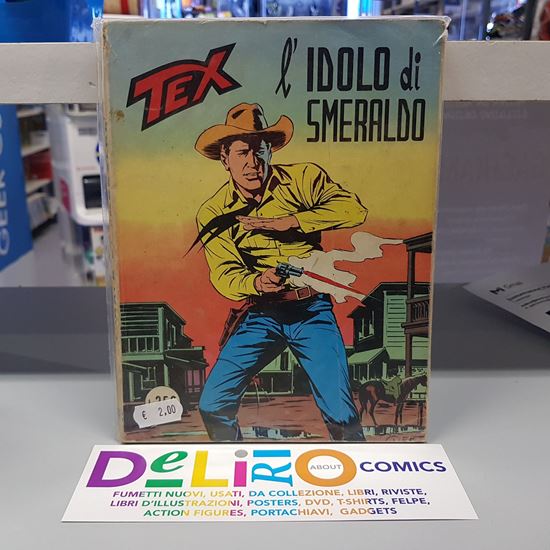 TEX
l'IDOLO di
SMERALDO
GEEK
€ 2,00
DeLiRiO
ABOUT
COMICS
FUMETTI NUOVI, USATI, DA COLLEZIONE, LIBRI, RIVISTE,
LIBRI D'ILLUSTRAZIONI, POSTERS, DVD, T-SHIRTS, FELPE,
ACTION FIGURES, PORTACHIAVI, GADGETS